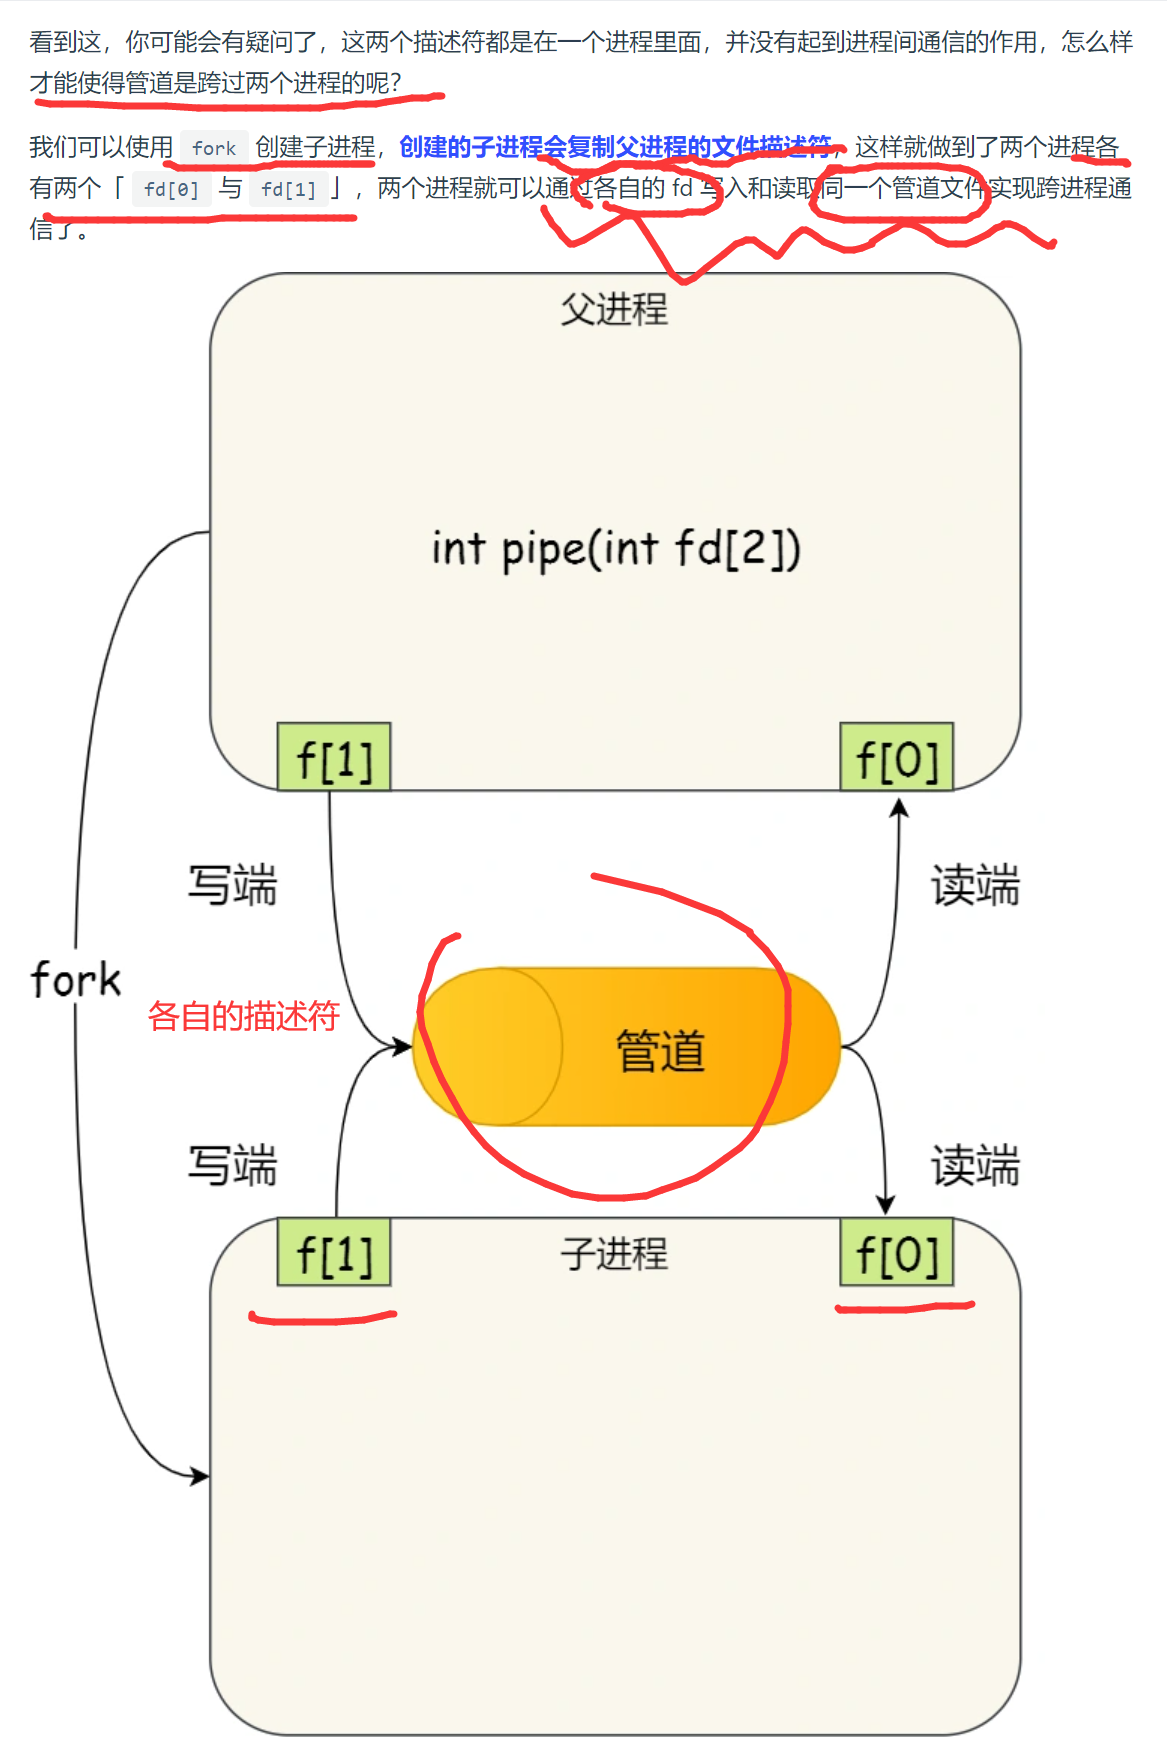 看到这，你可能会有疑问了，这两个描述符都是在一个进程里面，并没有起到进程间通信的作用，怎么样
才能使得管道是跨过两个进程的呢？
我们可以使用 fork 创建子进程，创建的子进程会复制父进程的文件描述符，这样就做到了两个进程各
有两个「 fd[0] 与 fd[1] 」，两个进程就可以通过各自的 fd 写入和读取同一个管道文件实现跨进程通
信了。
父进程
int pipe(int fd[2])
f[1]
f[0]
写端
读端
fork
各自的描述符
管道
写端
读端
f[1]
子进程
f[0]